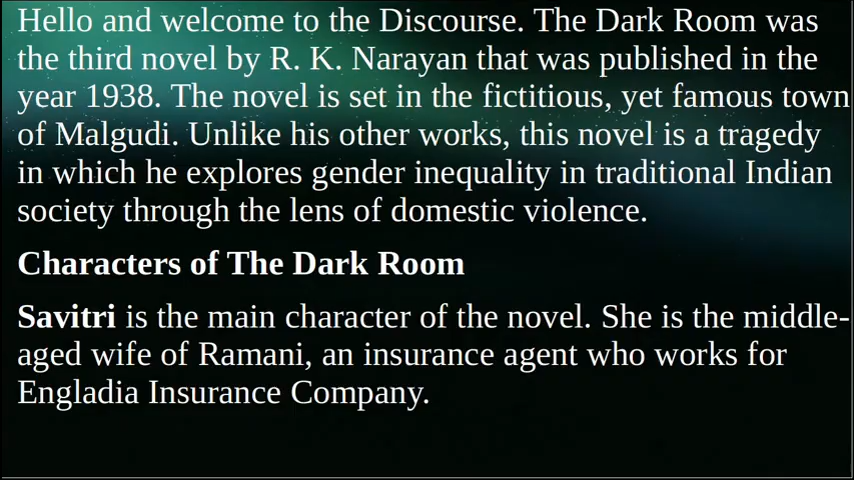 Hello and welcome to the Discourse. The Dark Room was
the third novel by R. K. Narayan that was published in the
year 1938. The novel is set in the fictitious, yet famous town
of Malgudi. Unlike his other works, this novel is a tragedy
in which he explores gender inequality in traditional Indian
society through the lens of domestic violence.
Characters of The Dark Room
Savitri is the main character of the novel. She is the middle-
aged wife of Ramani, an insurance agent who works for
Engladia Insurance Company.